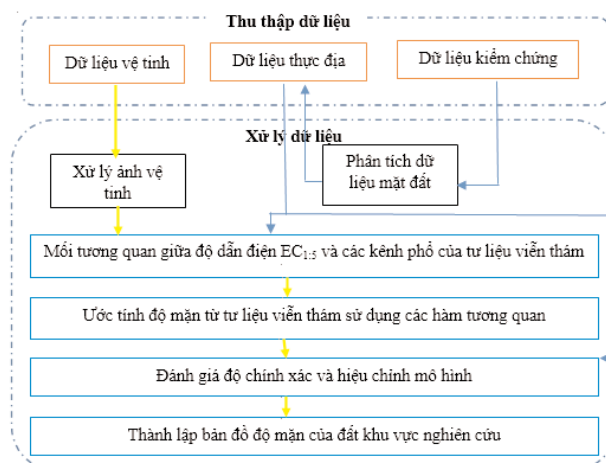 Thu thập dữ liệu
Dữ liệu vệ tinh
Dữ liệu thực địa
Dữ liệu kiểm chứng
Xử lý dữ liệu
Xử lý ảnh vệ
tinh
Phân tích dữ
liệu mặt đất
Mối tương quan giữa độ dẫn điện EC1:5 và các kênh phổ của tư liệu viễn thám
Ước tính độ mặn từ tư liệu viễn thám sử dụng các hàm tương quan
Đánh giá độ chính xác và hiệu chỉnh mô hình
Thành lập bản đồ độ mặn của đất khu vực nghiên cứu